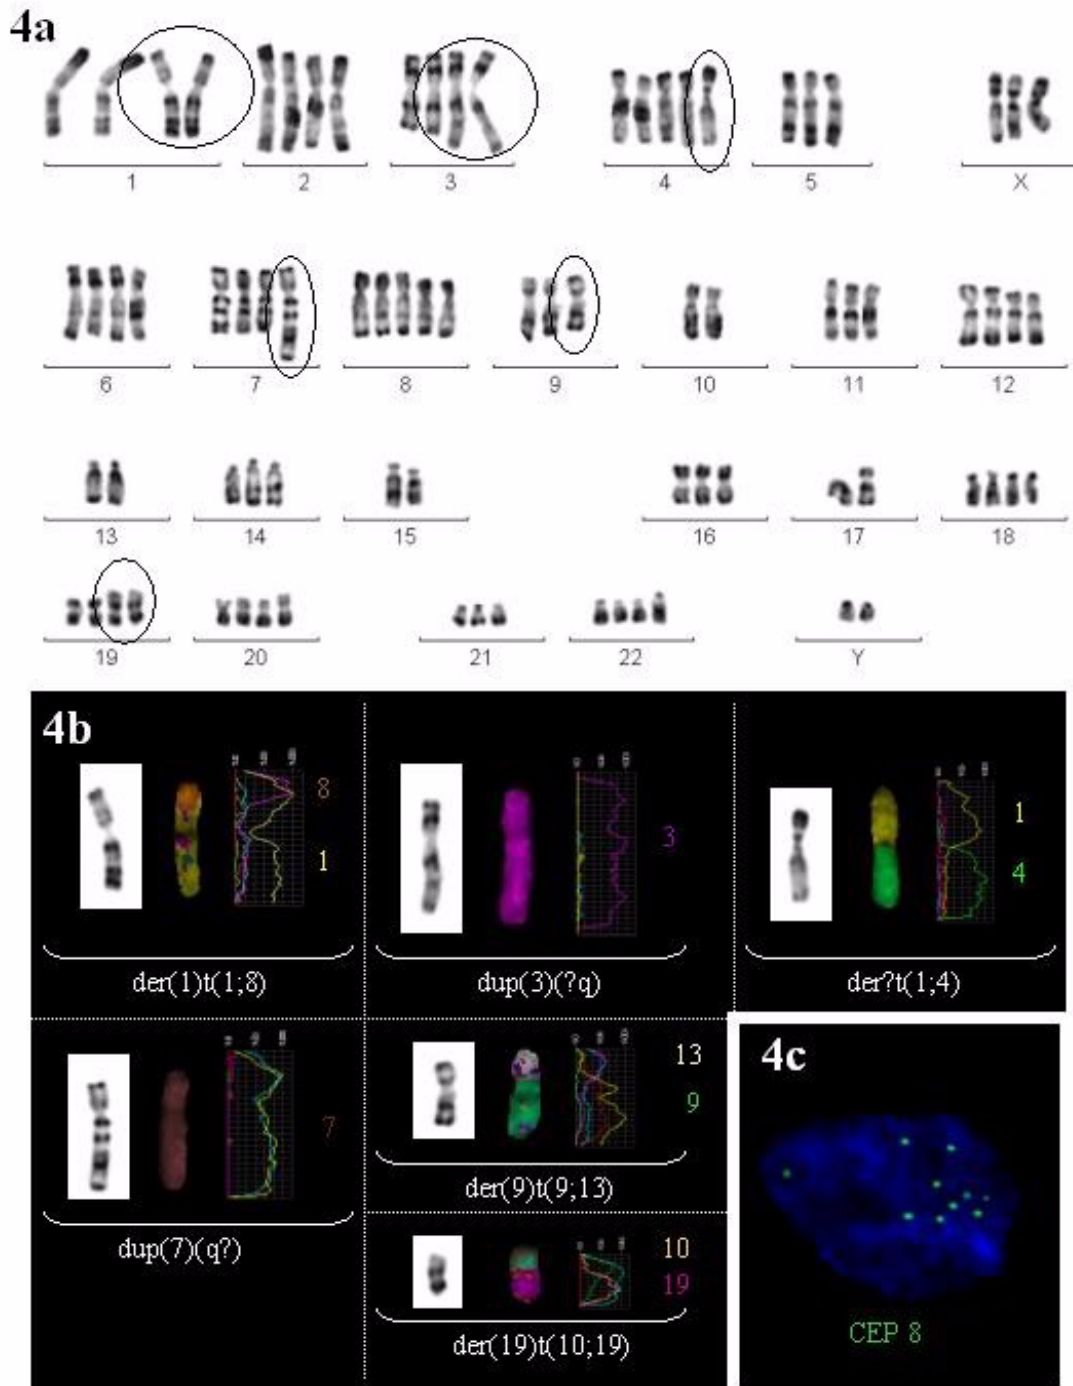 4a
1 2 3 4 5 X
6 7 8 9 10 11 12
13 14 15 16 17 18
19 20 21 22 Y
4b
8
1
der(1)t(1;8)
3
dup(3)(?q)
1
4
der?t(1;4)
7
dup(7)(q?)
13
9
der(9)t(9;13)
10
19
der(19)t(10;19)
4c
CEP 8